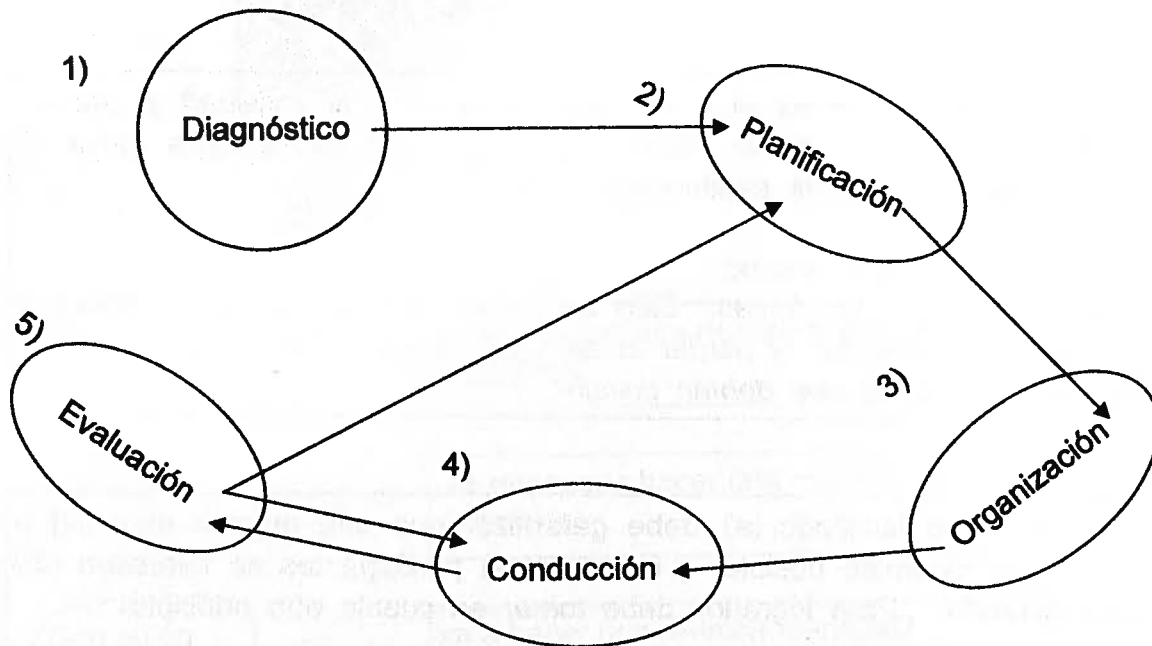 1)
Diagnóstico
2)
Planificación
3)
Organización
4)
Conducción
5)
Evaluación